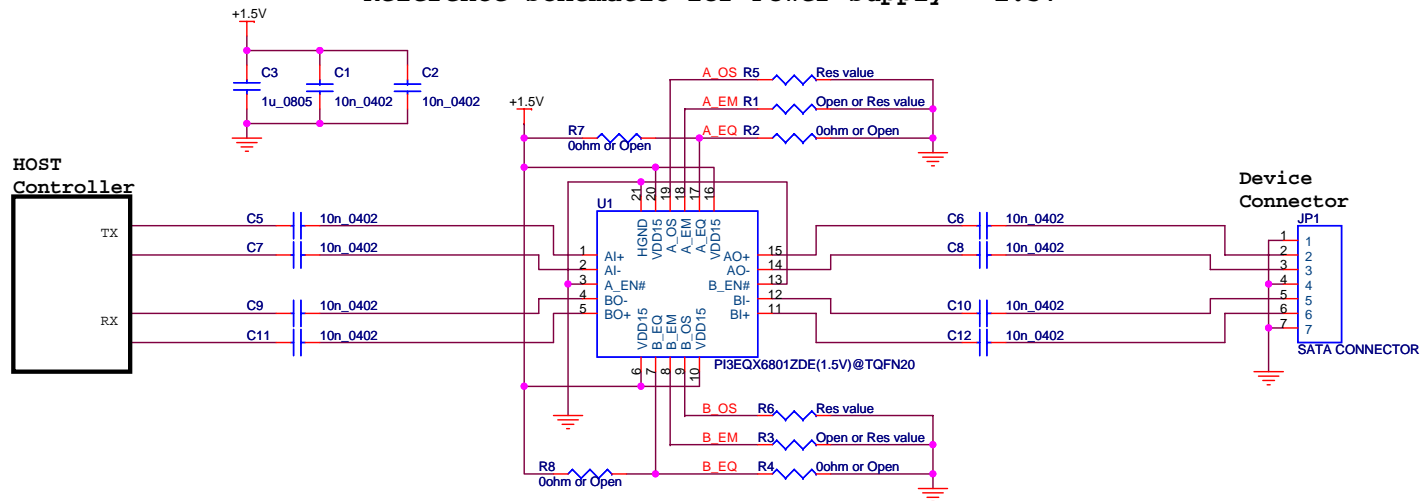 Reference Schematic for Power Supply = 1.5V
+1.5V
C3
1u_0805
C1
10n_0402
C2
10n_0402
+1.5V
A_OS R5 Res value
A_EM R1 Open or Res value
A_EQ R2 0ohm or Open
R7
0ohm or Open
HOST
Controller
TX
RX
C5 10n_0402
C7 10n_0402
C9 10n_0402
C11 10n_0402
U1
21 20 19 18 17 16
HGND VDD15 A_OS A_EM A_EQ VDD15
1 AI+
2 AI-
3 A_EN#
4 BO-
5 BO+
AO+ 15
AO- 14
B_EN# 13
BI- 12
BI+ 11
VDD15 B_EQ B_EM B_OS VDD15
6 7 8 9 10
PI3EQX6801ZDE(1.5V)@TQFN20
C6 10n_0402
C8 10n_0402
C10 10n_0402
C12 10n_0402
Device
Connector
JP1
1 1
2 2
3 3
4 4
5 5
6 6
7 7
SATA CONNECTOR
B_OS R6 Res value
B_EM R3 Open or Res value
B_EQ R4 0ohm or Open
R8
0ohm or Open